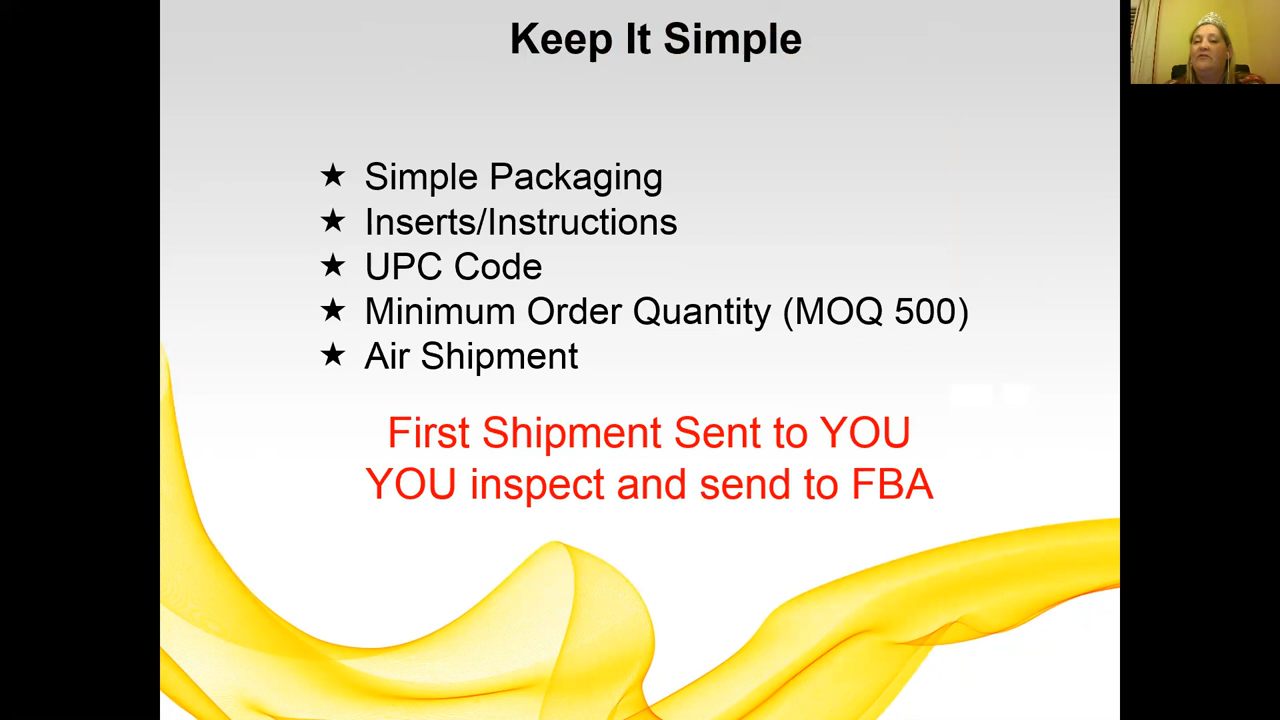 Keep It Simple
★ Simple Packaging
★ Inserts/Instructions
★ UPC Code
★ Minimum Order Quantity (MOQ 500)
★ Air Shipment
First Shipment Sent to YOU
YOU inspect and send to FBA